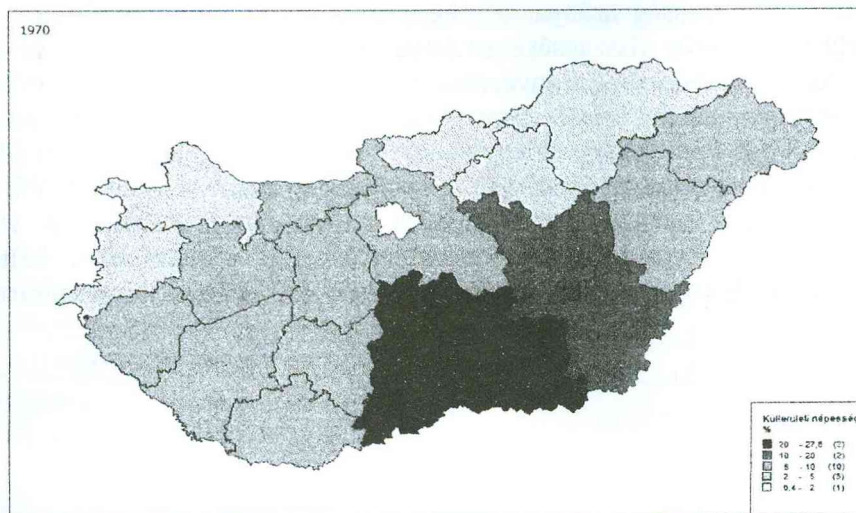 1970
Külterületi népesség
%
20 - 27,6 (2)
10 - 20 (2)
5 - 10 (10)
2 - 5 (5)
0,4 - 2 (1)